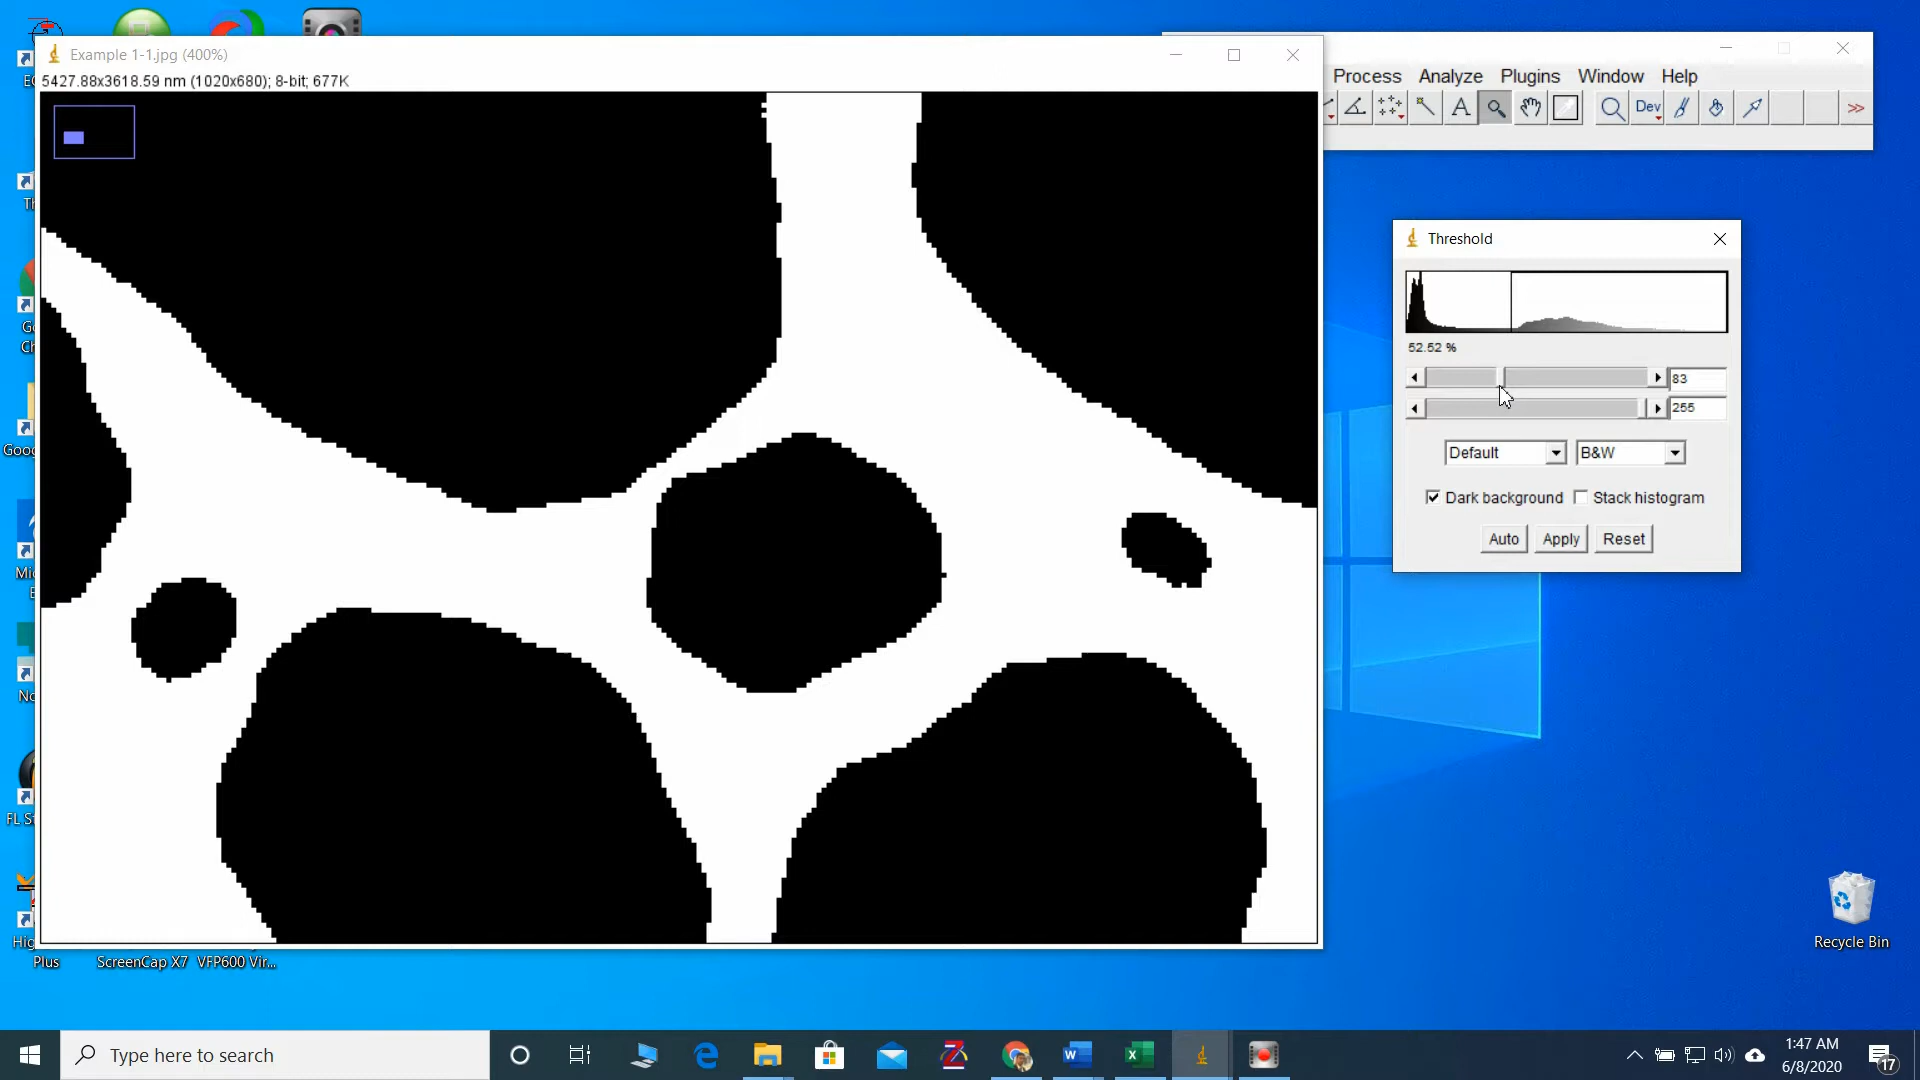 Example 1-1.jpg (400%)
5427.88x3618.59 nm (1020x680); 8-bit; 677K
Process Analyze Plugins Window Help
A
Dev
>>
Threshold
52.52 %
83
255
Default
B&W
Dark background
Stack histogram
Auto
Apply
Reset
Recycle Bin
Plus
ScreenCap X7
VFP600 Vir...
Type here to search
1:47 AM
6/8/2020
17